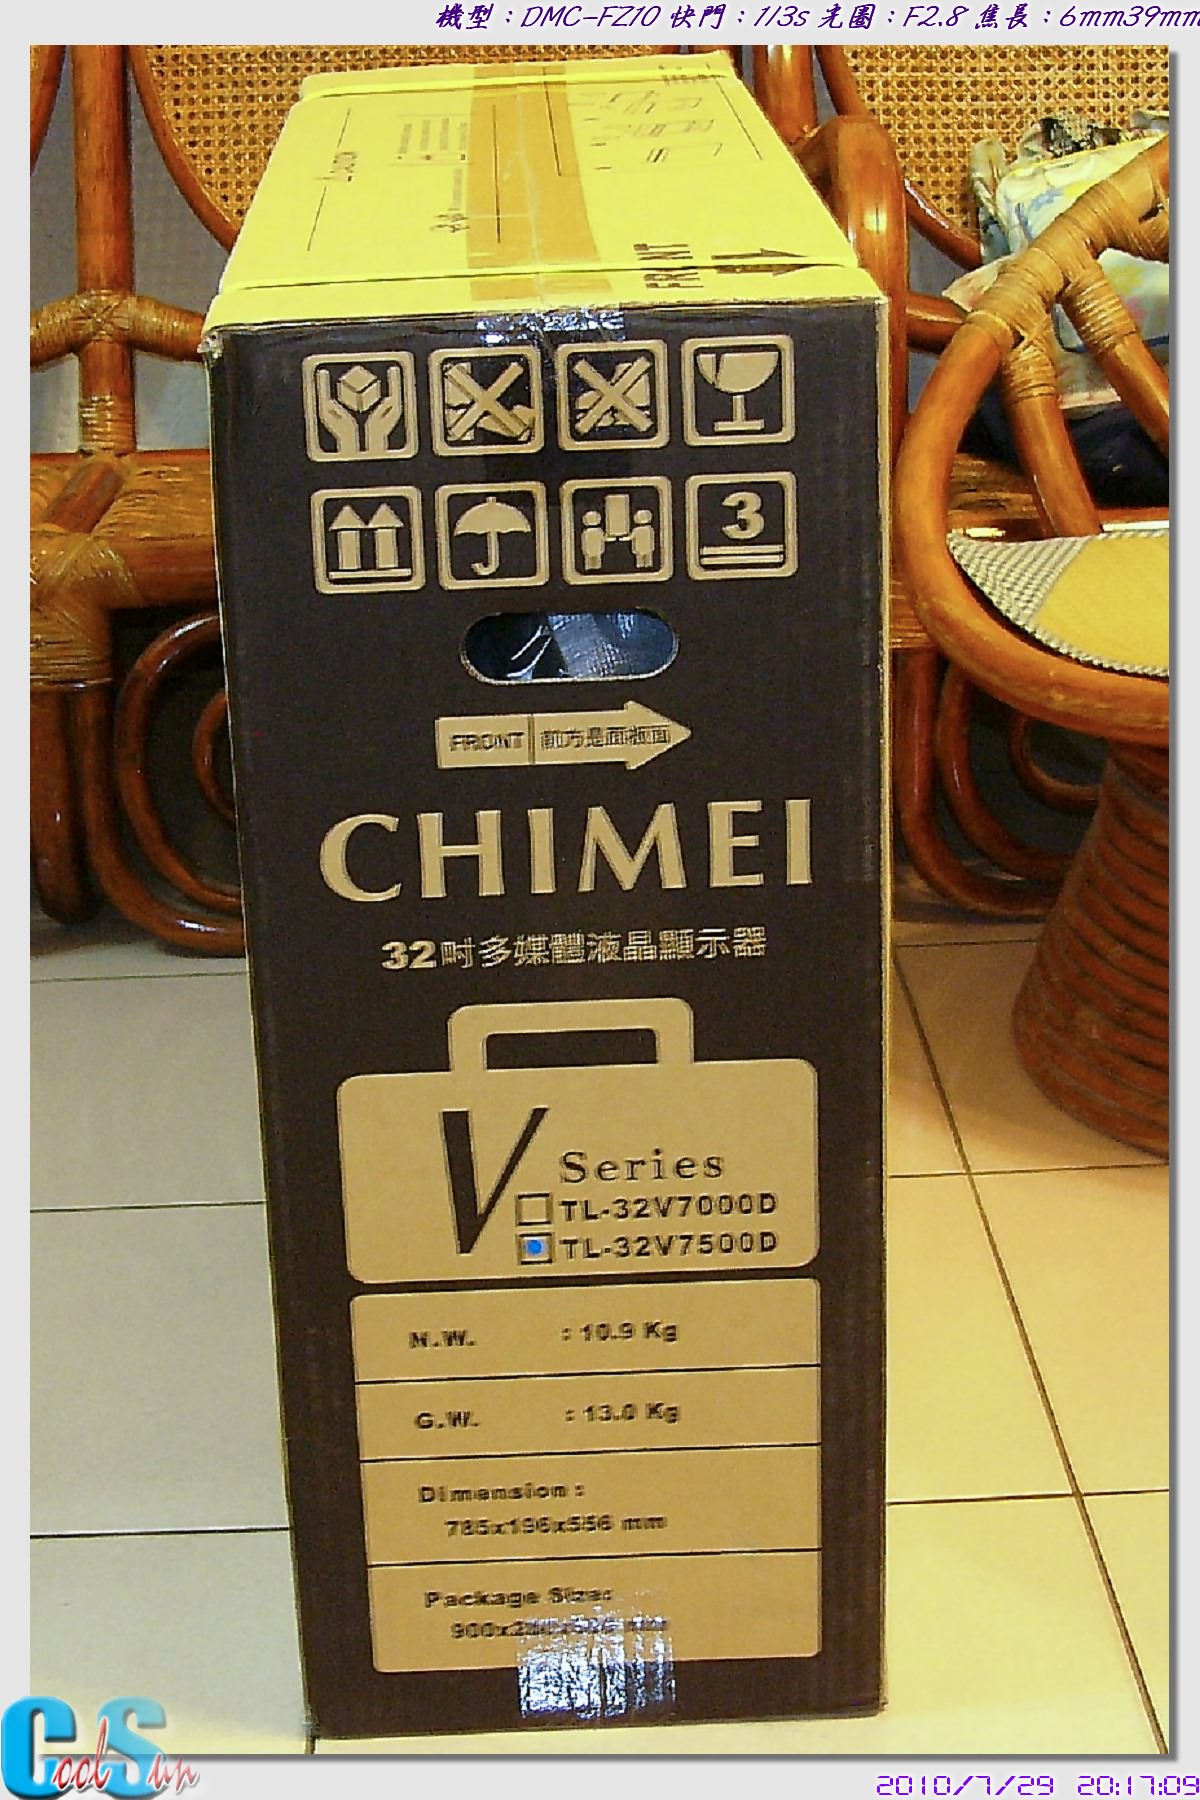 機型：DMC-FZ10 快門：1/3s 光圈：F2.8 焦長：6mm39mm
FRONT
3
FRONT 前方是面板面
CHIMEI
32吋多媒體液晶顯示器
V Series
TL-32V7000D
TL-32V7500D
N.W. : 10.9 Kg
G.W. : 13.0 Kg
Dimension :
785x196x556 mm
Package Size:
CoolSun
2010/7/29 20:17:09